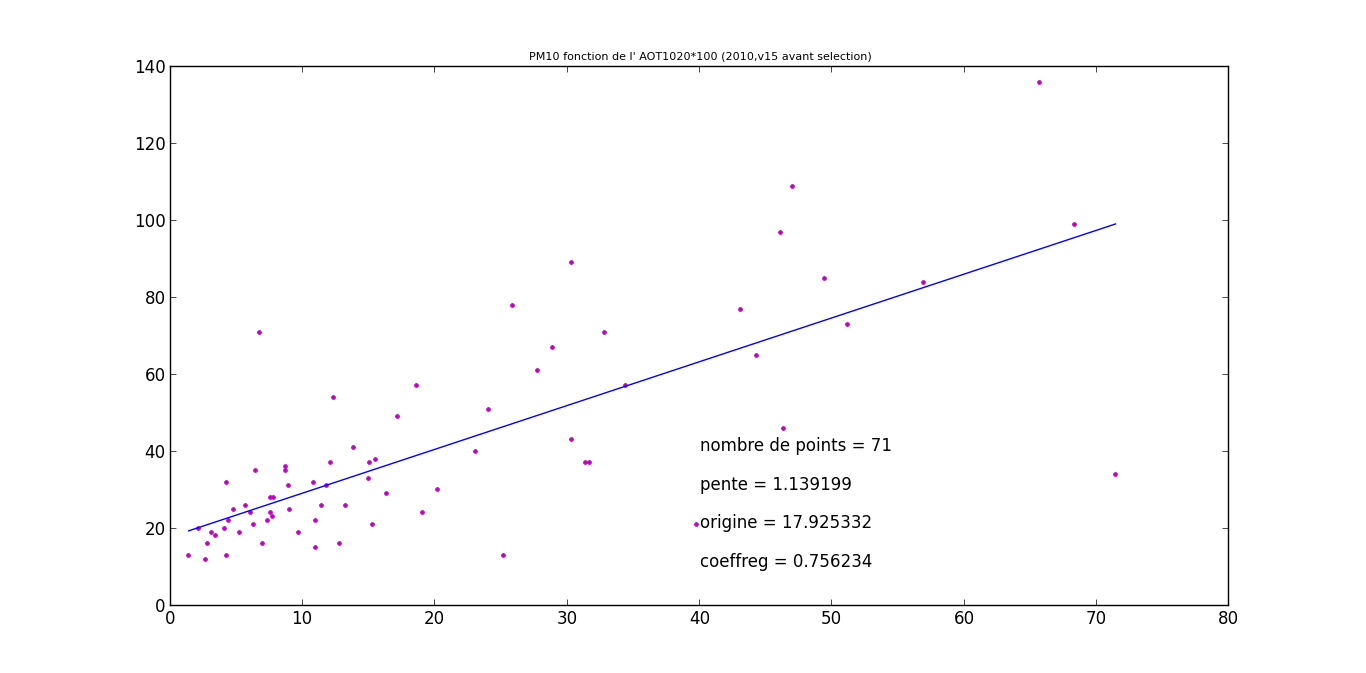 PM10 fonction de l' AOT1020*100 (2010,v15 avant selection)
140
120
100
80
60
40
20
0
nombre de points = 71
pente = 1.139199
origine = 17.925332
coeffreg = 0.756234
0 10 20 30 40 50 60 70 80